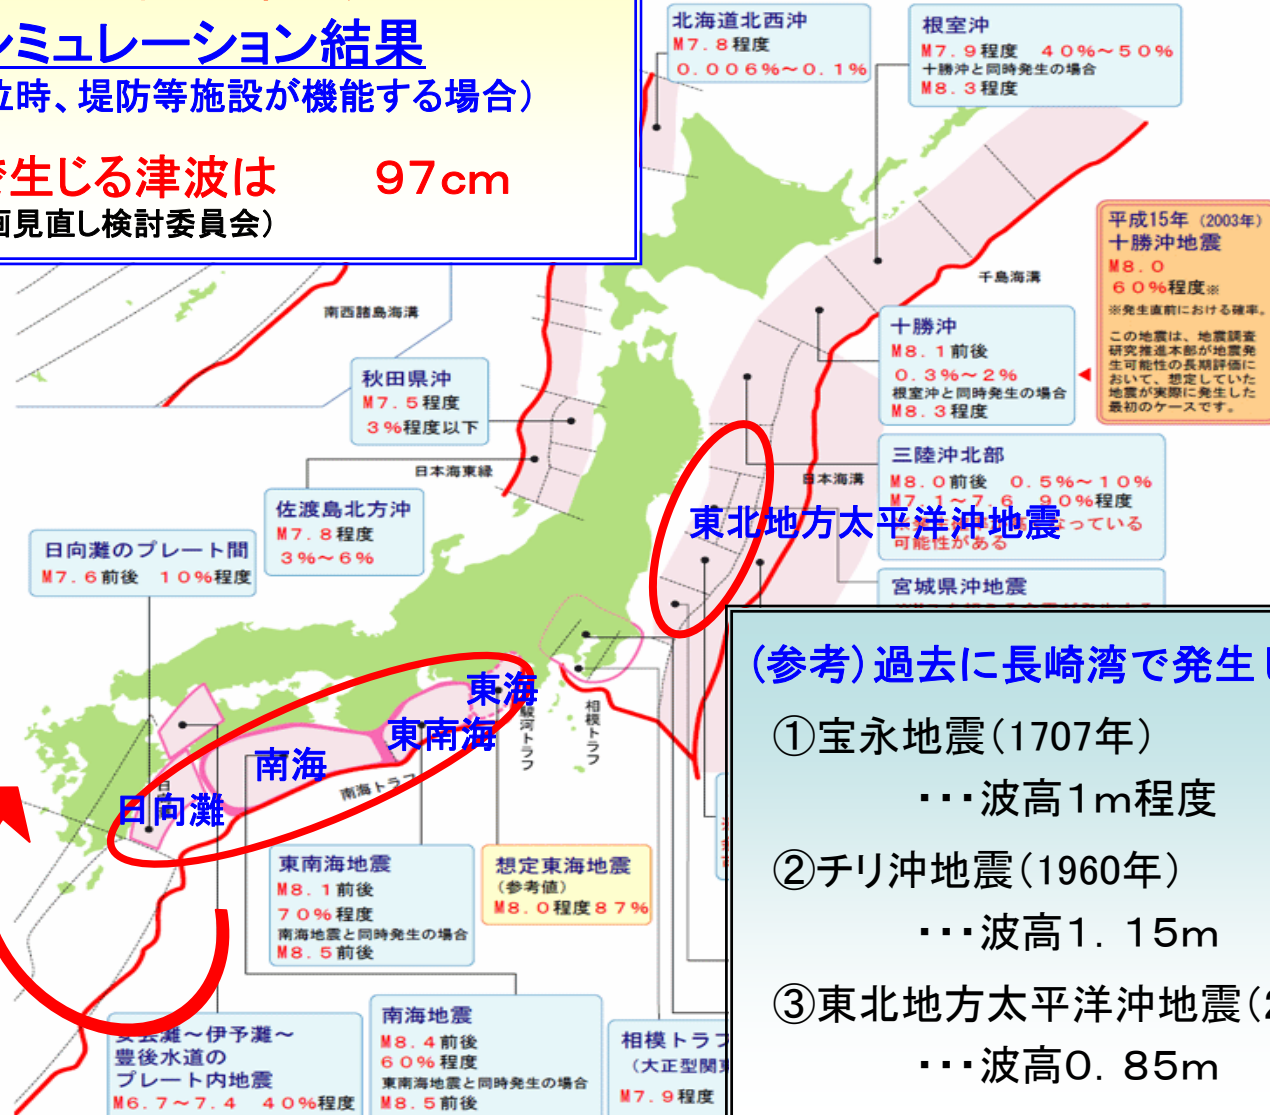 ミュレーション結果
位時、堤防等施設が機能する場合）
生じる津波は　97cm
画見直し検討委員会）
北海道北西沖
M7.8程度
0.006%～0.1%
根室沖
M7.9程度　40%～50%
十勝沖と同時発生の場合
M8.3程度
平成15年（2003年）
十勝沖地震
M8.0
60%程度※
※発生直前における確率。
この地震は、地震調査
研究推進本部が地震発
生可能性の長期評価に
おいて、想定していた
地震が実際に発生した
最初のケースです。
千島海溝
南西諸島海溝
十勝沖
M8.1前後
0.3%～2%
根室沖と同時発生の場合
M8.3程度
秋田県沖
M7.5程度
3%程度以下
日本海東縁
三陸沖北部
M8.0前後　0.5%～10%
M7.1～7.6　90%程度
なっている
可能性がある
日本海溝
東北地方太平洋沖地震
佐渡島北方沖
M7.8程度
3%～6%
日向灘のプレート間
M7.6前後　10%程度
宮城県沖地震
東海
東南海
南海
日向灘
駿河トラフ
相模トラフ
南海トラフ
（参考）過去に長崎湾で発生し
①宝永地震（1707年）
・・・波高1m程度
②チリ沖地震（1960年）
・・・波高1．15m
③東北地方太平洋沖地震（2
・・・波高0．85m
東南海地震
M8.1前後
70%程度
南海地震と同時発生の場合
M8.5前後
想定東海地震
（参考値）
M8.0程度87%
安芸灘～伊予灘～
豊後水道の
プレート内地震
M6.7～7.4　40%程度
南海地震
M8.4前後
60%程度
東南海地震と同時発生の場合
M8.5前後
相模トラフ
（大正型関東
M7.9程度